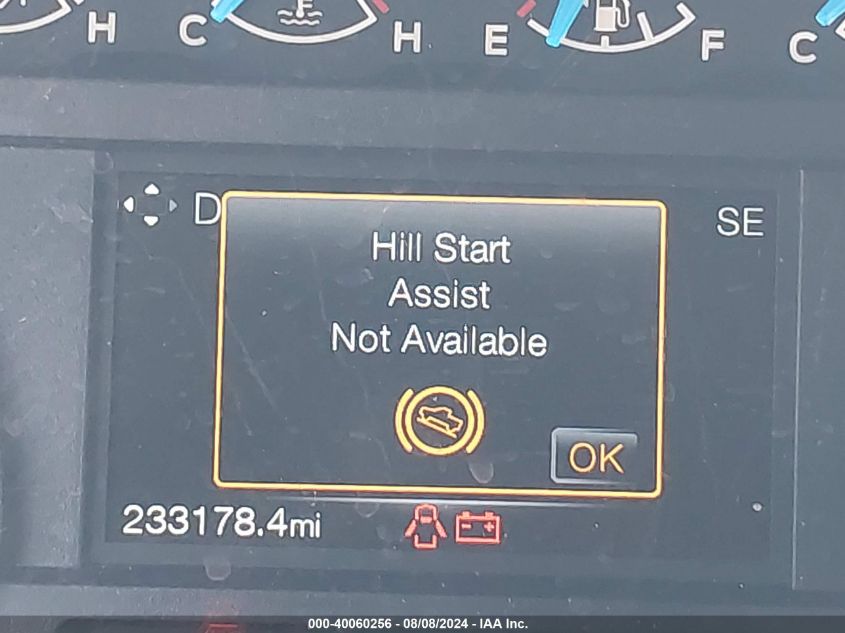 H C H E F C
D SE
Hill Start
Assist
Not Available
OK
233178.4mi
000-40060256 - 08/08/2024 - IAA Inc.